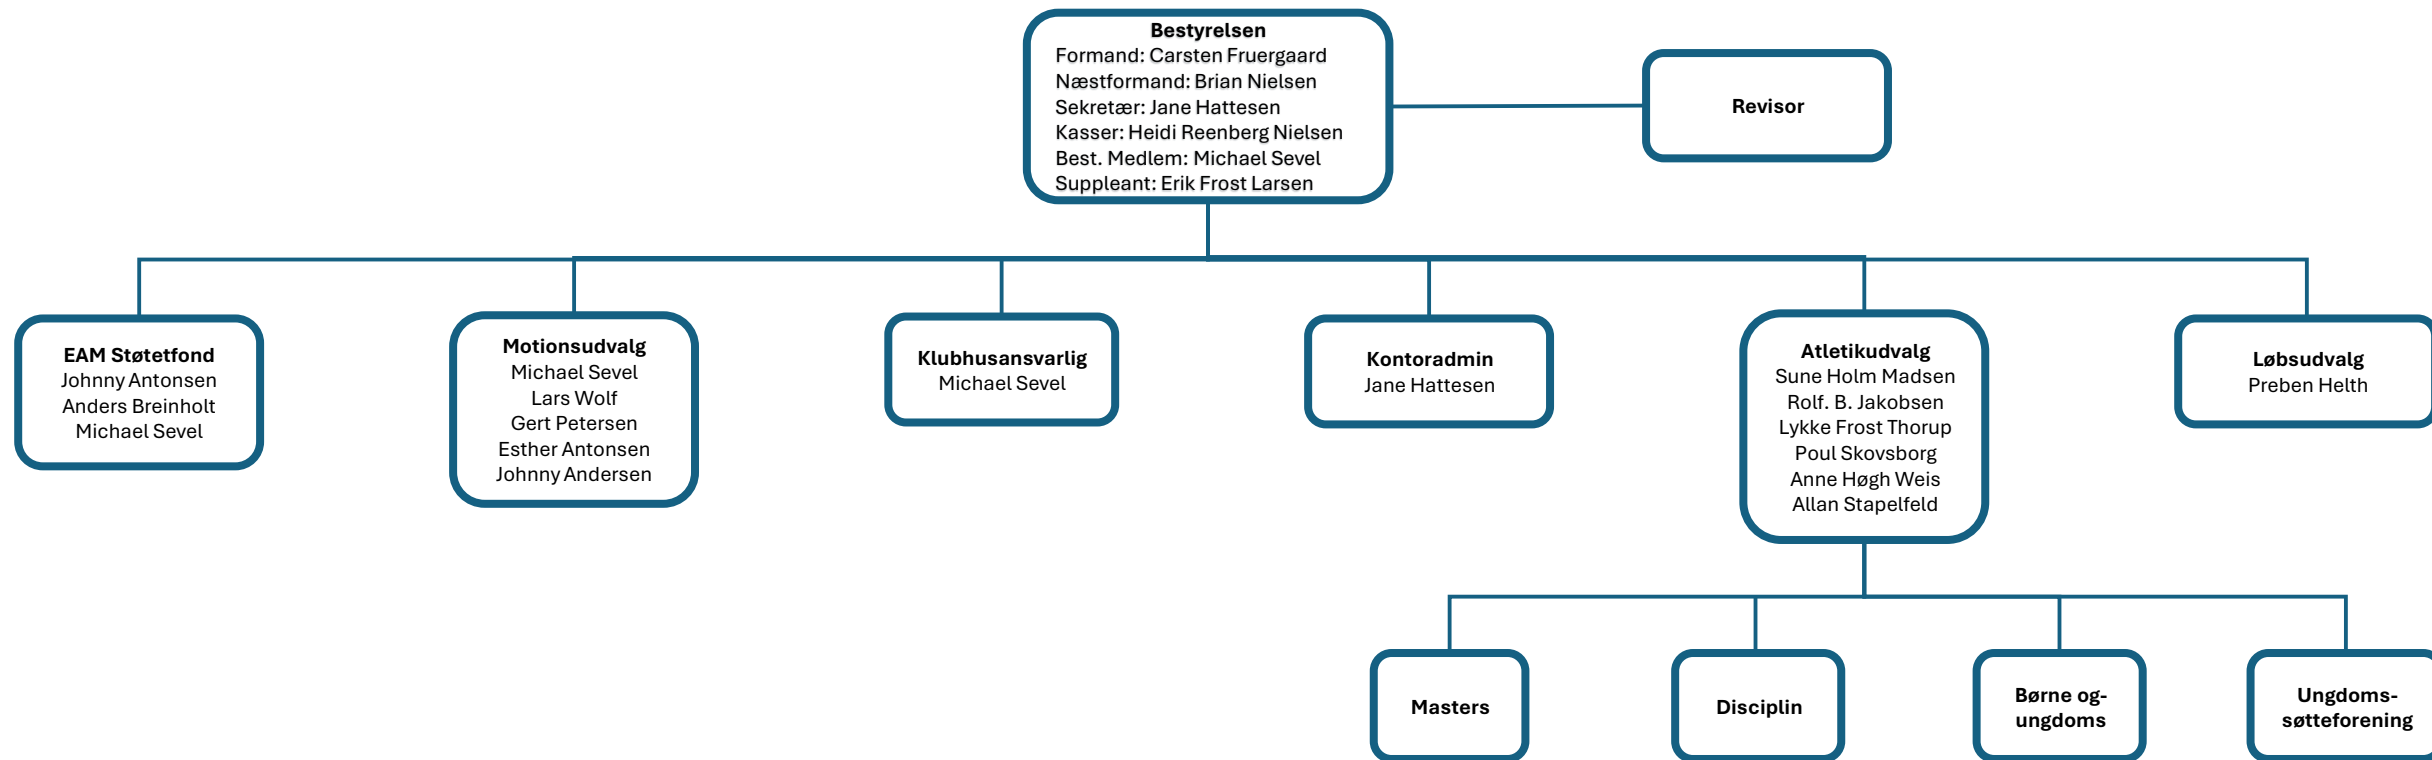 Bestyrelsen
Formand: Carsten Fruergaard
Næstformand: Brian Nielsen
Sekretær: Jane Hattesen
Kasser: Heidi Reenberg Nielsen
Best. Medlem: Michael Sevel
Suppleant: Erik Frost Larsen
Revisor
EAM Støtetfond
Johnny Antonsen
Anders Breinholt
Michael Sevel
Motionsudvalg
Michael Sevel
Lars Wolf
Gert Petersen
Esther Antonsen
Johnny Andersen
Klubhusansvarlig
Michael Sevel
Kontoradmin
Jane Hattesen
Atletikudvalg
Sune Holm Madsen
Rolf. B. Jakobsen
Lykke Frost Thorup
Poul Skovsborg
Anne Høgh Weis
Allan Stapelfeld
Løbsudvalg
Preben Helth
Masters
Disciplin
Børne og-
ungdoms
Ungdoms-
søtteforening